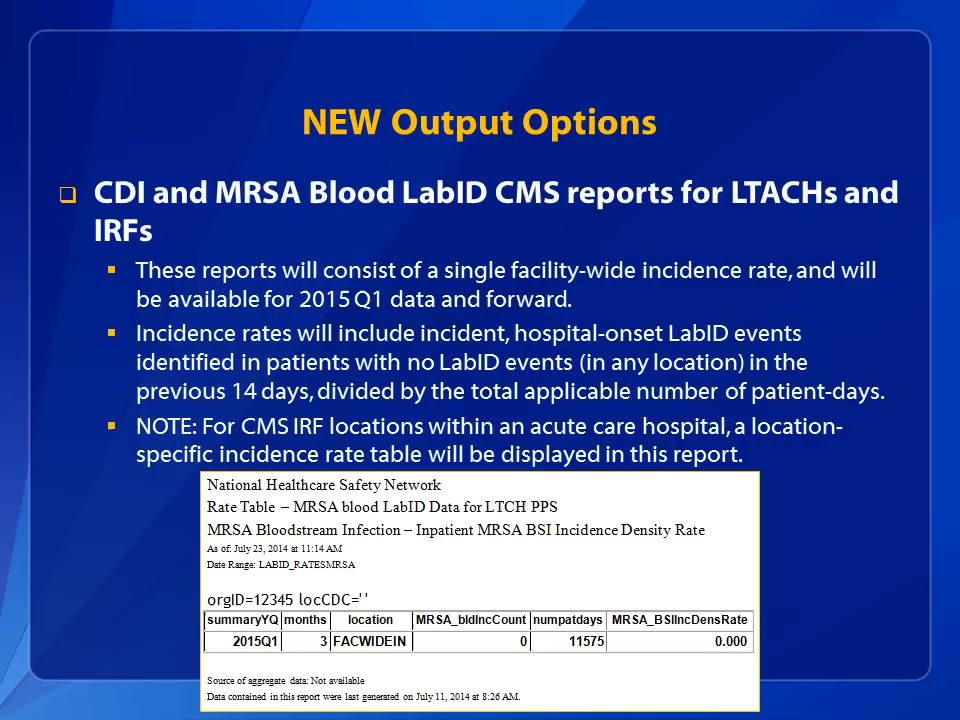 NEW Output Options
CDI and MRSA Blood LabID CMS reports for LTACHs and
IRFs
These reports will consist of a single facility-wide incidence rate, and will
be available for 2015 Q1 data and forward.
Incidence rates will include incident, hospital-onset LabID events
identified in patients with no LabID events (in any location) in the
previous 14 days, divided by the total applicable number of patient-days.
NOTE: For CMS IRF locations within an acute care hospital, a location-
specific incidence rate table will be displayed in this report.
National Healthcare Safety Network
Rate Table – MRSA blood LabID Data for LTCH PPS
MRSA Bloodstream Infection – Inpatient MRSA BSI Incidence Density Rate
As of: July 23, 2014 at 11:14 AM
Date Range: LABID_RATESMRSA
orgID=12345 locCDC=''
summaryYQ months location MRSA_bldIncCount numpatdays MRSA_BSIIncDensRate
2015Q1 3 FACWIDEIN 0 11575 0.000
Source of aggregate data: Not available
Data contained in this report were last generated on July 11, 2014 at 8:26 AM.